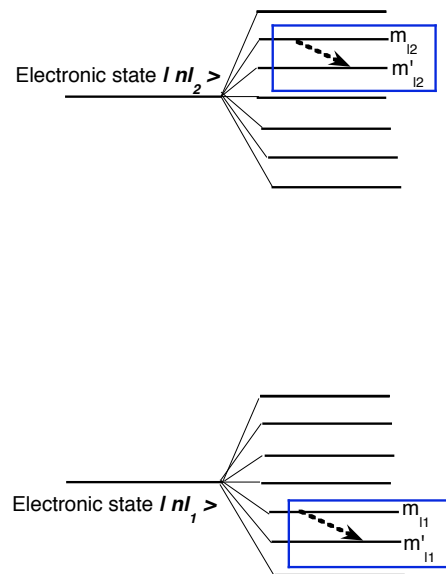 m_l2
Electronic state | nl_2 >
m'_l2
m_l1
Electronic state | nl_1 >
m'_l1